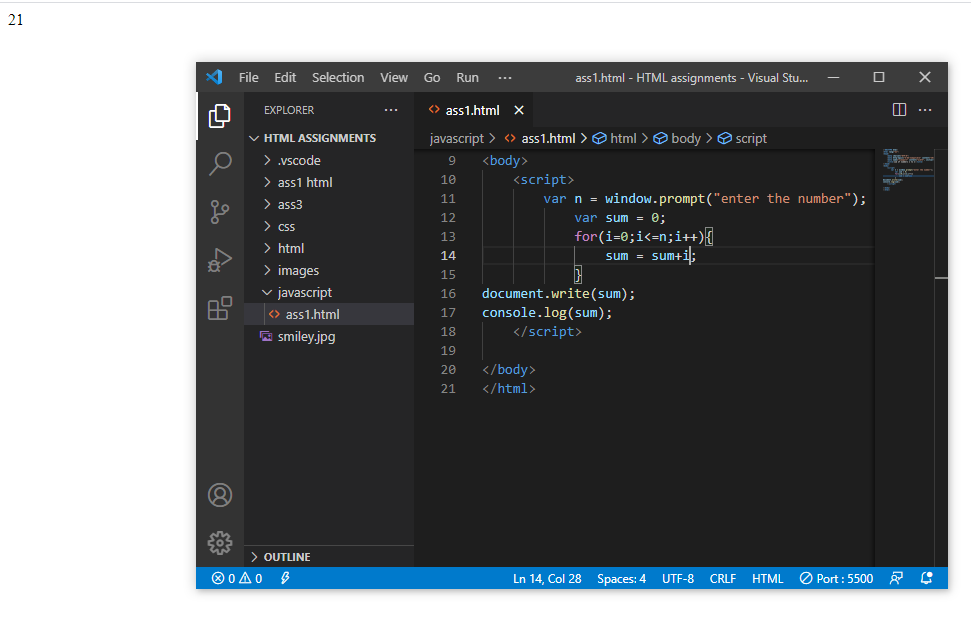 21
File Edit Selection View Go Run ··· ass1.html - HTML assignments - Visual Stu...
EXPLORER ···
HTML ASSIGNMENTS
.vscode
ass1 html
ass3
css
html
images
javascript
ass1.html
smiley.jpg
OUTLINE
ass1.html
javascript > ass1.html > html > body > script
9 <body>
10 <script>
11 var n = window.prompt("enter the number");
12 var sum = 0;
13 for(i=0;i<=n;i++){
14 sum = sum+i;
15 }
16 document.write(sum);
17 console.log(sum);
18 </script>
19
20 </body>
21 </html>
0 0 Ln 14, Col 28 Spaces: 4 UTF-8 CRLF HTML Port : 5500